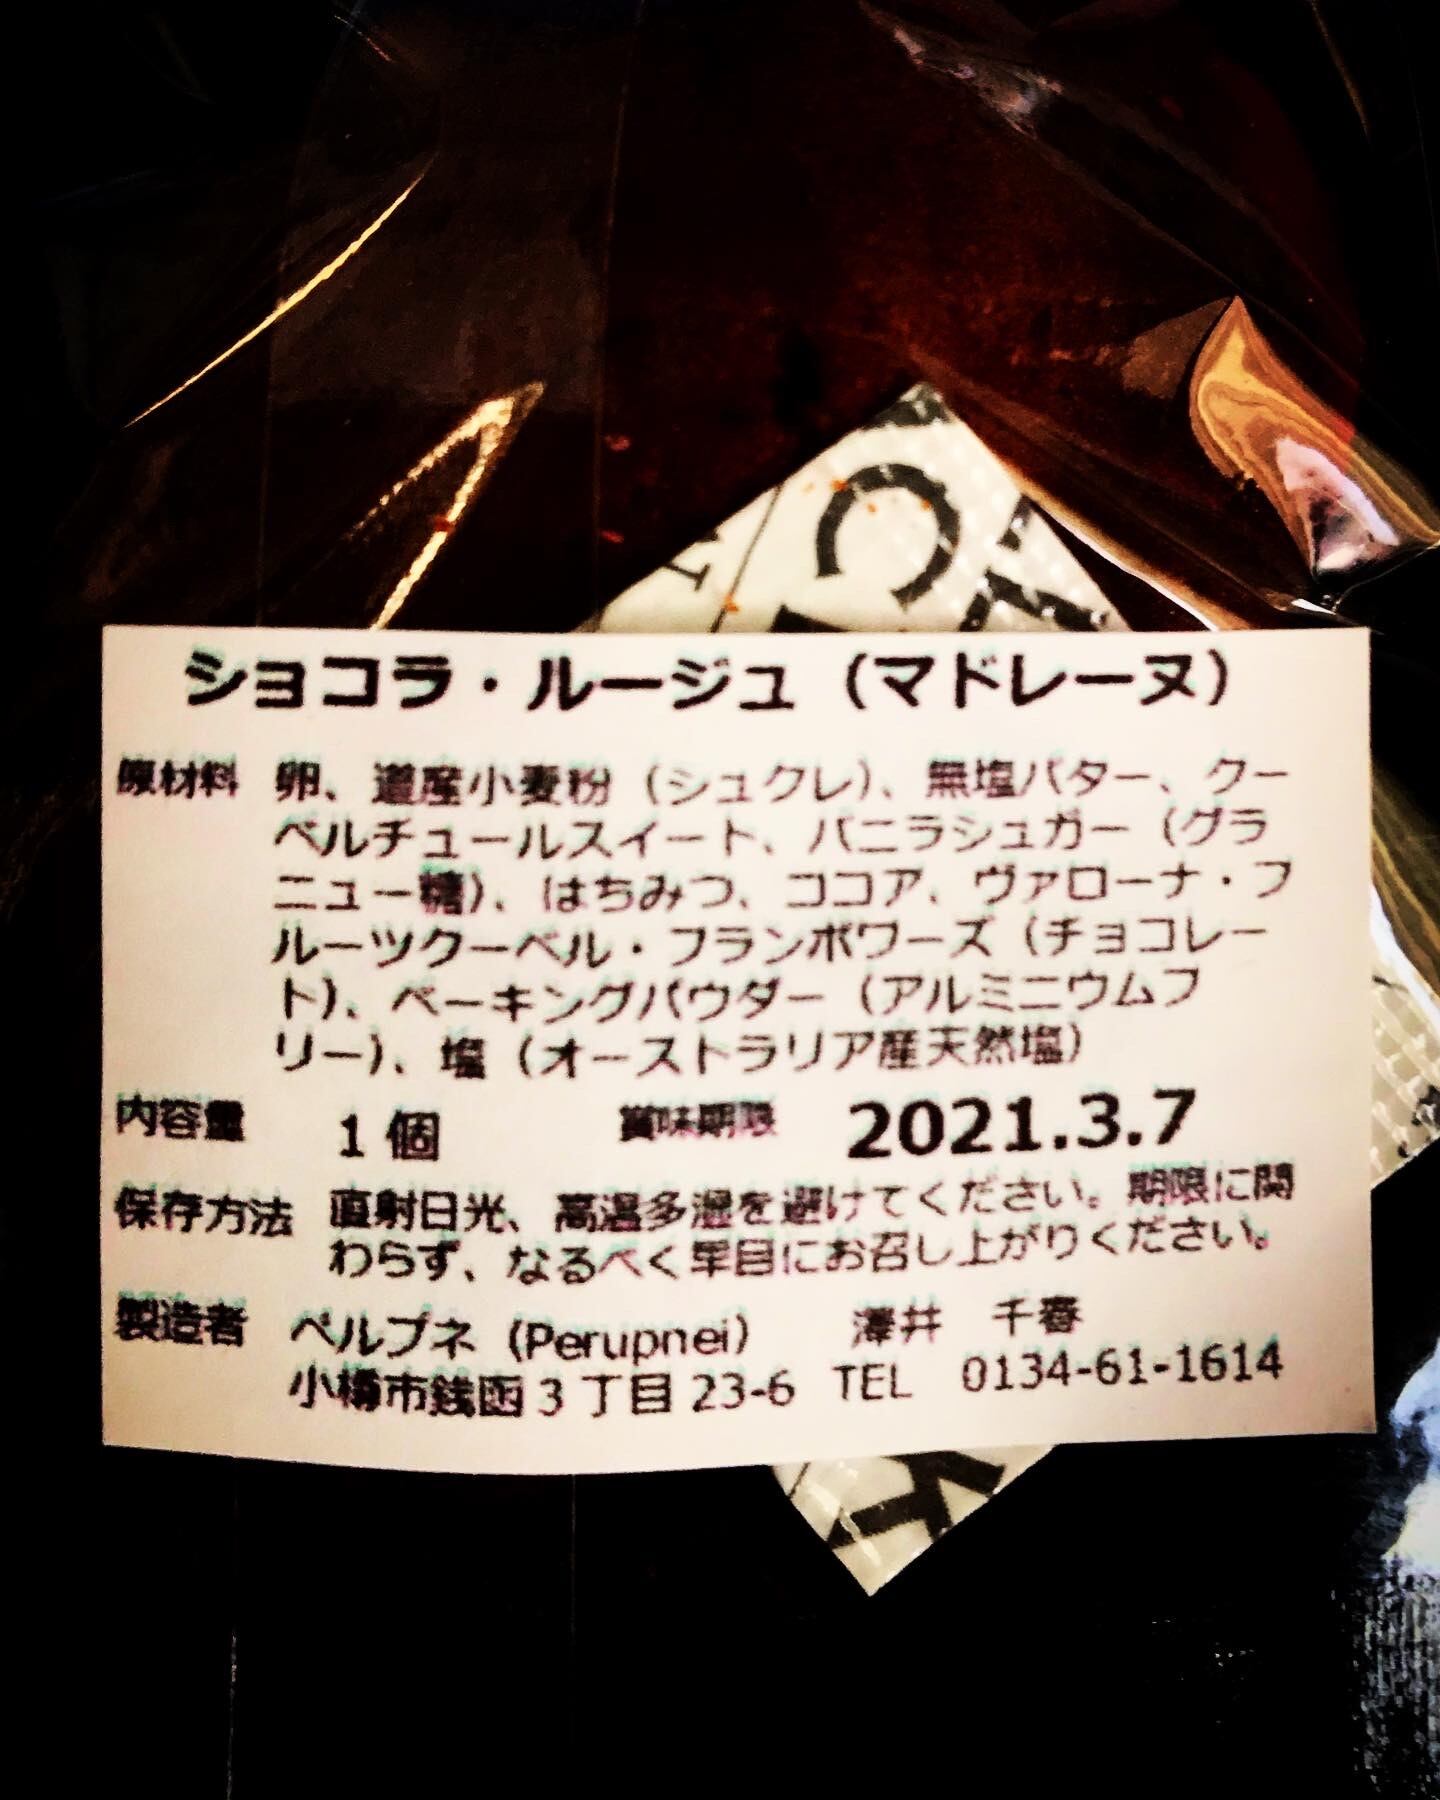 ショコラ・ルージュ（マドレーヌ）
原材料 卵、道産小麦粉（シュクレ）、無塩バター、クー
ベルチュールスイート、バニラシュガー（グラ
ニュー糖）、はちみつ、ココア、ヴァローナ・フ
ルーツクーベル・フランボワーズ（チョコレー
ト）、ベーキングパウダー（アルミニウムフ
リー）、塩（オーストラリア産天然塩）
内容量 1個 賞味期限 2021.3.7
保存方法 直射日光、高温多湿を避けてください。期限に関
わらず、なるべく早目にお召し上がりください。
製造者 ペルプネ（Perupnei） 澤井 千春
小樽市銭函3丁目23-6 TEL 0134-61-1614